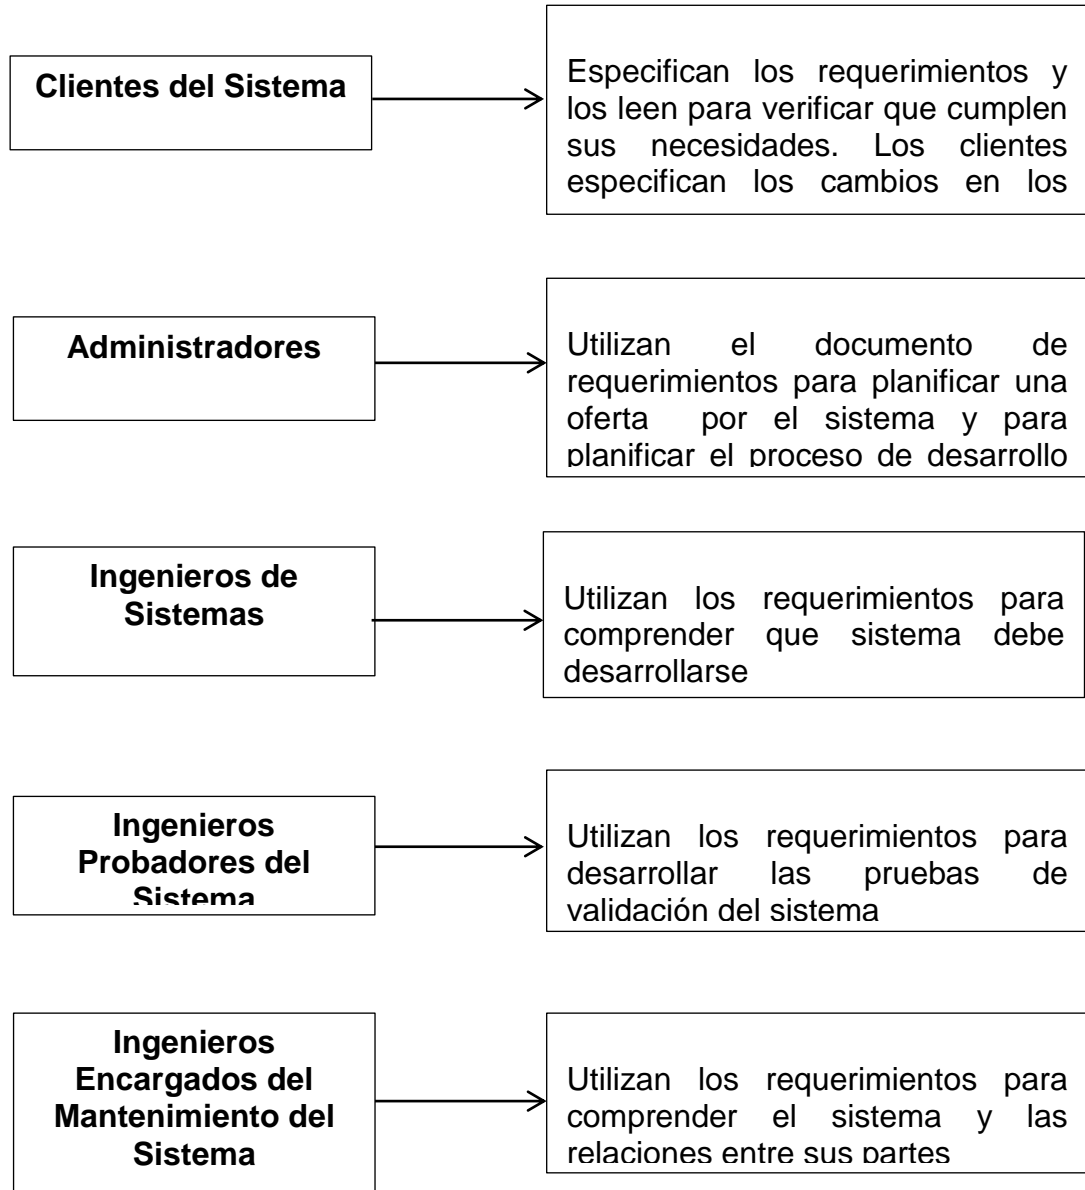 Clientes del Sistema
Especifican los requerimientos y
los leen para verificar que cumplen
sus necesidades. Los clientes
especifican los cambios en los
Administradores
Utilizan el documento de
requerimientos para planificar una
oferta por el sistema y para
planificar el proceso de desarrollo
Ingenieros de
Sistemas
Utilizan los requerimientos para
comprender que sistema debe
desarrollarse
Ingenieros
Probadores del
Sistema
Utilizan los requerimientos para
desarrollar las pruebas de
validación del sistema
Ingenieros
Encargados del
Mantenimiento del
Sistema
Utilizan los requerimientos para
comprender el sistema y las
relaciones entre sus partes